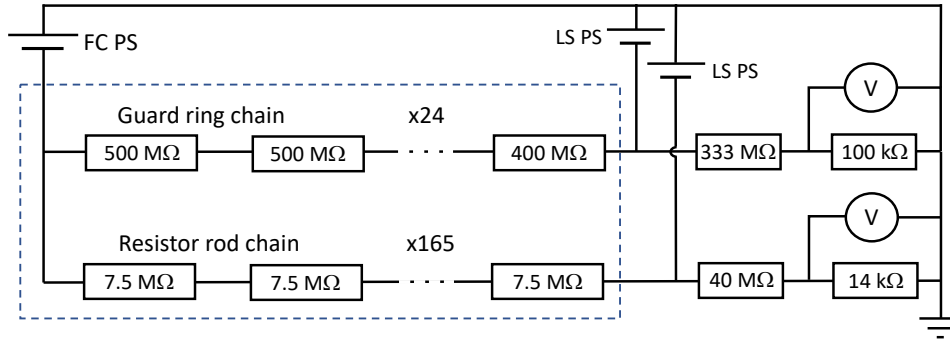 LS PS
FC PS
LS PS
V
Guard ring chain
x24
500 MΩ
500 MΩ
· · · ·
400 MΩ
333 MΩ
100 kΩ
V
Resistor rod chain
x165
7.5 MΩ
7.5 MΩ
· · · ·
7.5 MΩ
40 MΩ
14 kΩ